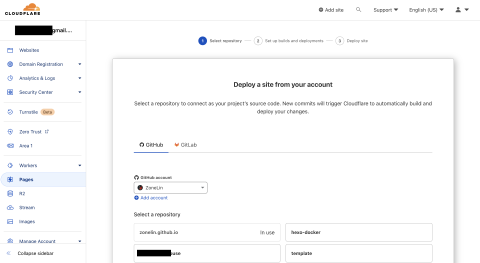 CLOUDFLARE
Add site
Support
English (US)
gmail....
Websites
Domain Registration
Analytics & Logs
Security Center
Turnstile Beta
Zero Trust
Area 1
Workers
Pages
R2
Stream
Images
Manage Account
Collapse sidebar
1 Select repository
2 Set up builds and deployments
3 Deploy site
Deploy a site from your account
Select a repository to connect as your project's source code. New commits will trigger Cloudflare to automatically build and
deploy your changes.
GitHub
GitLab
GitHub account
ZoneLin
Add account
Select a repository
zonelin.github.io In use
hexo-docker
use
template